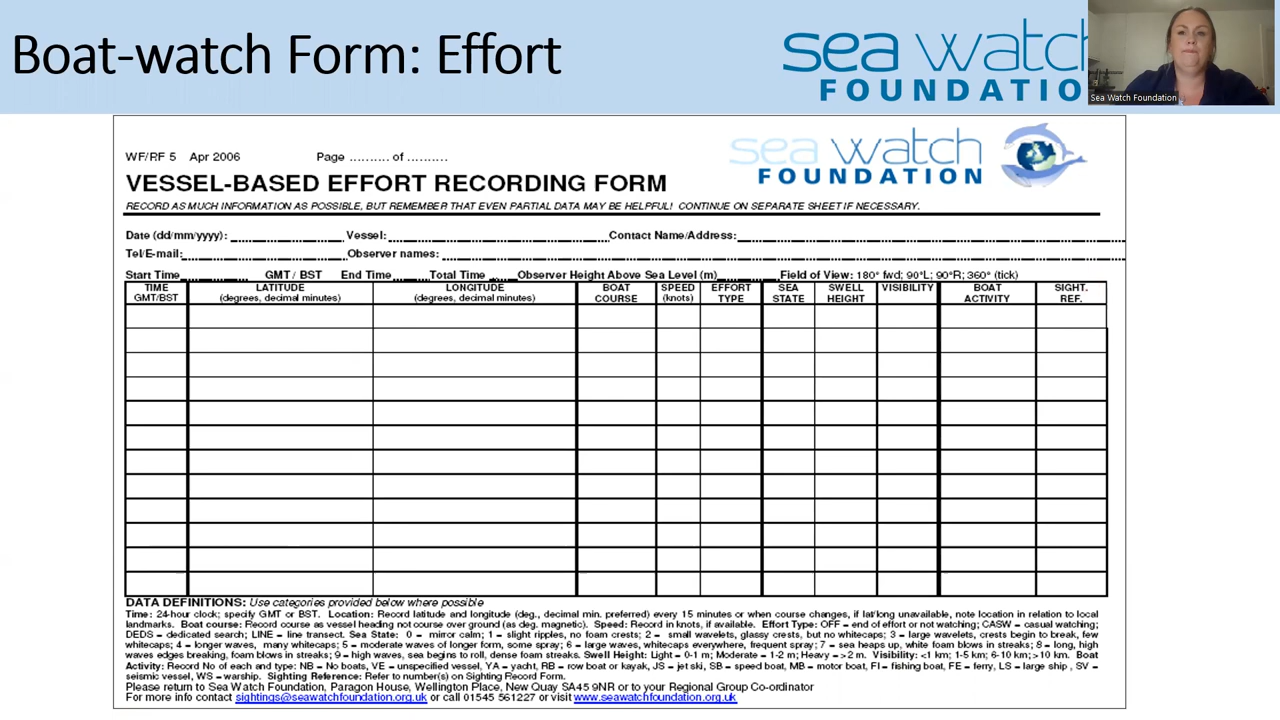 Boat-watch Form: Effort
sea watch
FOUNDATIO
Sea Watch Foundation
WF/RF 5 Apr 2006 Page .......... of ..........
sea watch
FOUNDATION
VESSEL-BASED EFFORT RECORDING FORM
RECORD AS MUCH INFORMATION AS POSSIBLE, BUT REMEMBER THAT EVEN PARTIAL DATA MAY BE HELPFUL! CONTINUE ON SEPARATE SHEET IF NECESSARY.
Date (dd/mm/yyyy): Vessel: Contact Name/Address:
Tel/E-mail: Observer names:
Start Time GMT / BST End Time Total Time Observer Height Above Sea Level (m) Field of View: 180° fwd; 90°L; 90°R; 360° (tick)
TIME LATITUDE LONGITUDE BOAT SPEED EFFORT SEA SWELL VISIBILITY BOAT SIGHT.
GMT/BST (degrees, decimal minutes) (degrees, decimal minutes) COURSE (knots) TYPE STATE HEIGHT ACTIVITY REF.
DATA DEFINITIONS: Use categories provided below where possible
Time: 24-hour clock; specify GMT or BST. Location: Record latitude and longitude (deg., decimal min. preferred) every 15 minutes or when course changes, if lat/long unavailable, note location in relation to local
landmarks. Boat course: Record course as vessel heading not course over ground (as deg. magnetic). Speed: Record in knots, if available. Effort Type: OFF = end of effort or not watching; CASW = casual watching;
DEDS = dedicated search; LINE = line transect. Sea State: 0 = mirror calm; 1 = slight ripples, no foam crests; 2 = small wavelets, glassy crests, but no whitecaps; 3 = large wavelets, crests begin to break, few
whitecaps; 4 = longer waves, many whitecaps; 5 = moderate waves of longer form, some spray; 6 = large waves, whitecaps everywhere, frequent spray; 7 = sea heaps up, white foam blows in streaks; 8 = long, high
waves edges breaking, foam blows in streaks; 9 = high waves, sea begins to roll, dense foam streaks. Swell Height: Light = 0-1 m; Moderate = 1-2 m; Heavy = > 2 m. Visibility: <1 km; 1-5 km; 6-10 km; >10 km. Boat
Activity: Record No of each and type: NB = No boats, VE = unspecified vessel, YA = yacht, RB = row boat or kayak, JS = jet ski, SB = speed boat, MB = motor boat, FI = fishing boat, FE = ferry, LS = large ship , SV =
seismic vessel, WS = warship. Sighting Reference: Refer to number(s) on Sighting Record Form.
Please return to Sea Watch Foundation, Paragon House, Wellington Place, New Quay SA45 9NR or to your Regional Group Co-ordinator
For more info contact sightings@seawatchfoundation.org.uk or call 01545 561227 or visit www.seawatchfoundation.org.uk